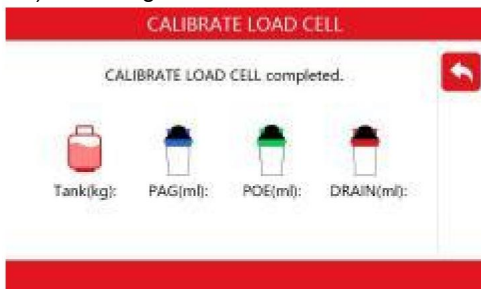 CALIBRATE LOAD CELL
CALIBRATE LOAD CELL completed.
Tank(kg): PAG(ml): POE(ml): DRAIN(ml):